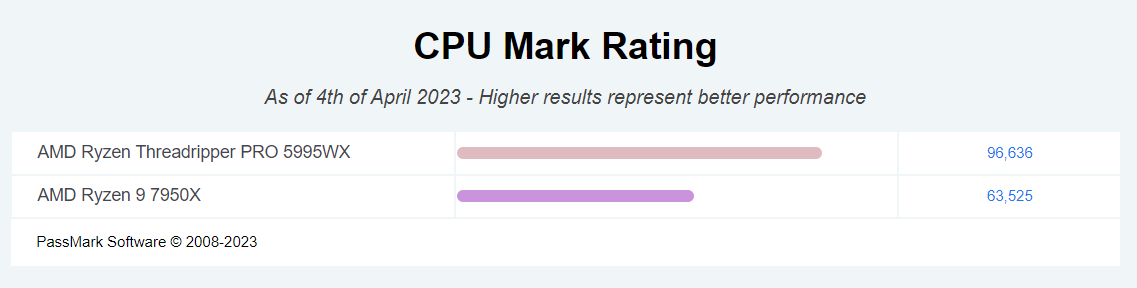 CPU Mark Rating
As of 4th of April 2023 - Higher results represent better performance
AMD Ryzen Threadripper PRO 5995WX 96,636
AMD Ryzen 9 7950X 63,525
PassMark Software © 2008-2023